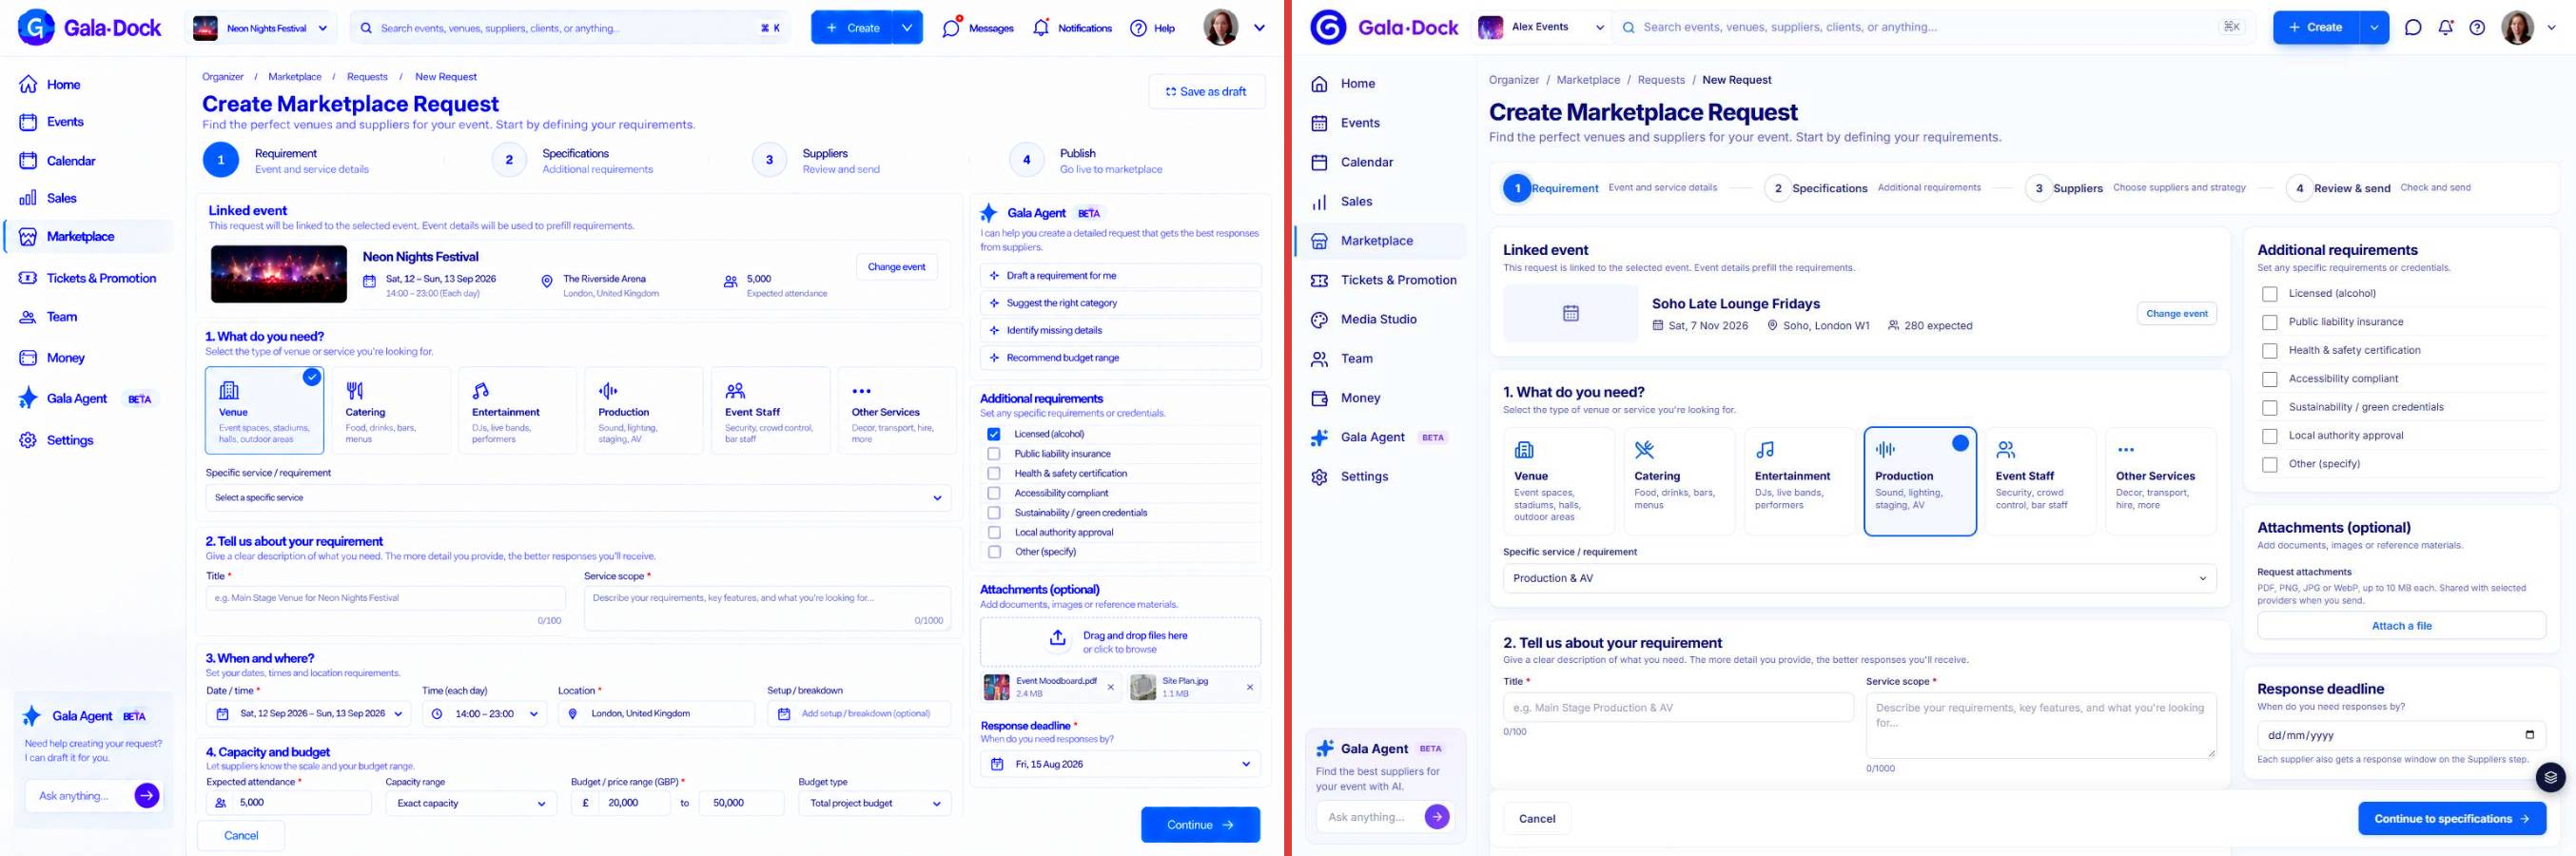 Gala·Dock
Neon Nights Festival
Search events, venues, suppliers, clients, or anything...
⌘ K
+ Create
Messages
Notifications
Help
Home
Events
Calendar
Sales
Marketplace
Tickets & Promotion
Team
Money
Gala Agent BETA
Settings
Gala Agent BETA
Need help creating your request?
I can draft it for you.
Ask anything...
Organizer / Marketplace / Requests / New Request
Create Marketplace Request
Find the perfect venues and suppliers for your event. Start by defining your requirements.
Save as draft
1 Requirement
Event and service details
2 Specifications
Additional requirements
3 Suppliers
Review and send
4 Publish
Go live to marketplace
Linked event
This request will be linked to the selected event. Event details will be used to prefill requirements.
Neon Nights Festival
Sat, 12 – Sun, 13 Sep 2026
14:00 – 23:00 (Each day)
The Riverside Arena
London, United Kingdom
5,000
Expected attendance
Change event
1. What do you need?
Select the type of venue or service you're looking for.
Venue
Event spaces, stadiums,
halls, outdoor areas
Catering
Food, drinks, bars,
menus
Entertainment
DJs, live bands,
performers
Production
Sound, lighting,
staging, AV
Event Staff
Security, crowd control,
bar staff
Other Services
Decor, transport, hire,
more
Specific service / requirement
Select a specific service
2. Tell us about your requirement
Give a clear description of what you need. The more detail you provide, the better responses you'll receive.
Title *
e.g. Main Stage Venue for Neon Nights Festival
0/100
Service scope *
Describe your requirements, key features, and what you're looking for...
0/1000
3. When and where?
Set your dates, times and location requirements.
Date / time *
Sat, 12 Sep 2026 – Sun, 13 Sep 2026
Time (each day)
14:00 – 23:00
Location *
London, United Kingdom
Setup / breakdown
Add setup / breakdown (optional)
4. Capacity and budget
Let suppliers know the scale and your budget range.
Expected attendance *
5,000
Capacity range
Exact capacity
Budget / price range (GBP) *
£ 20,000 to 50,000
Budget type
Total project budget
Cancel
Gala Agent BETA
I can help you create a detailed request that gets the best responses
from suppliers.
Draft a requirement for me
Suggest the right category
Identify missing details
Recommend budget range
Additional requirements
Set any specific requirements or credentials.
Licensed (alcohol)
Public liability insurance
Health & safety certification
Accessibility compliant
Sustainability / green credentials
Local authority approval
Other (specify)
Attachments (optional)
Add documents, images or reference materials.
Drag and drop files here
or click to browse
Event Moodboard.pdf
2.4 MB
Site Plan.jpg
1.1 MB
Response deadline *
When do you need responses by?
Fri, 15 Aug 2026
Continue
Gala·Dock
Alex Events
Search events, venues, suppliers, clients, or anything...
⌘K
+ Create
Home
Events
Calendar
Sales
Marketplace
Tickets & Promotion
Media Studio
Team
Money
Gala Agent BETA
Settings
Gala Agent BETA
Find the best suppliers for
your event with AI.
Ask anything...
Organizer / Marketplace / Requests / New Request
Create Marketplace Request
Find the perfect venues and suppliers for your event. Start by defining your requirements.
1 Requirement Event and service details
2 Specifications Additional requirements
3 Suppliers Choose suppliers and strategy
4 Review & send Check and send
Linked event
This request is linked to the selected event. Event details prefill the requirements.
Soho Late Lounge Fridays
Sat, 7 Nov 2026 Soho, London W1 280 expected
Change event
1. What do you need?
Select the type of venue or service you're looking for.
Venue
Event spaces,
stadiums, halls,
outdoor areas
Catering
Food, drinks, bars,
menus
Entertainment
DJs, live bands,
performers
Production
Sound, lighting,
staging, AV
Event Staff
Security, crowd
control, bar staff
Other Services
Decor, transport,
hire, more
Specific service / requirement
Production & AV
2. Tell us about your requirement
Give a clear description of what you need. The more detail you provide, the better responses you'll receive.
Title *
e.g. Main Stage Production & AV
0/100
Service scope *
Describe your requirements, key features, and what you're looking
for...
0/1000
Cancel
Additional requirements
Set any specific requirements or credentials.
Licensed (alcohol)
Public liability insurance
Health & safety certification
Accessibility compliant
Sustainability / green credentials
Local authority approval
Other (specify)
Attachments (optional)
Add documents, images or reference materials.
Request attachments
PDF, PNG, JPG or WebP, up to 10 MB each. Shared with selected
providers when you send.
Attach a file
Response deadline
When do you need responses by?
dd/mm/yyyy
Each supplier also gets a response window on the Suppliers step.
Continue to specifications